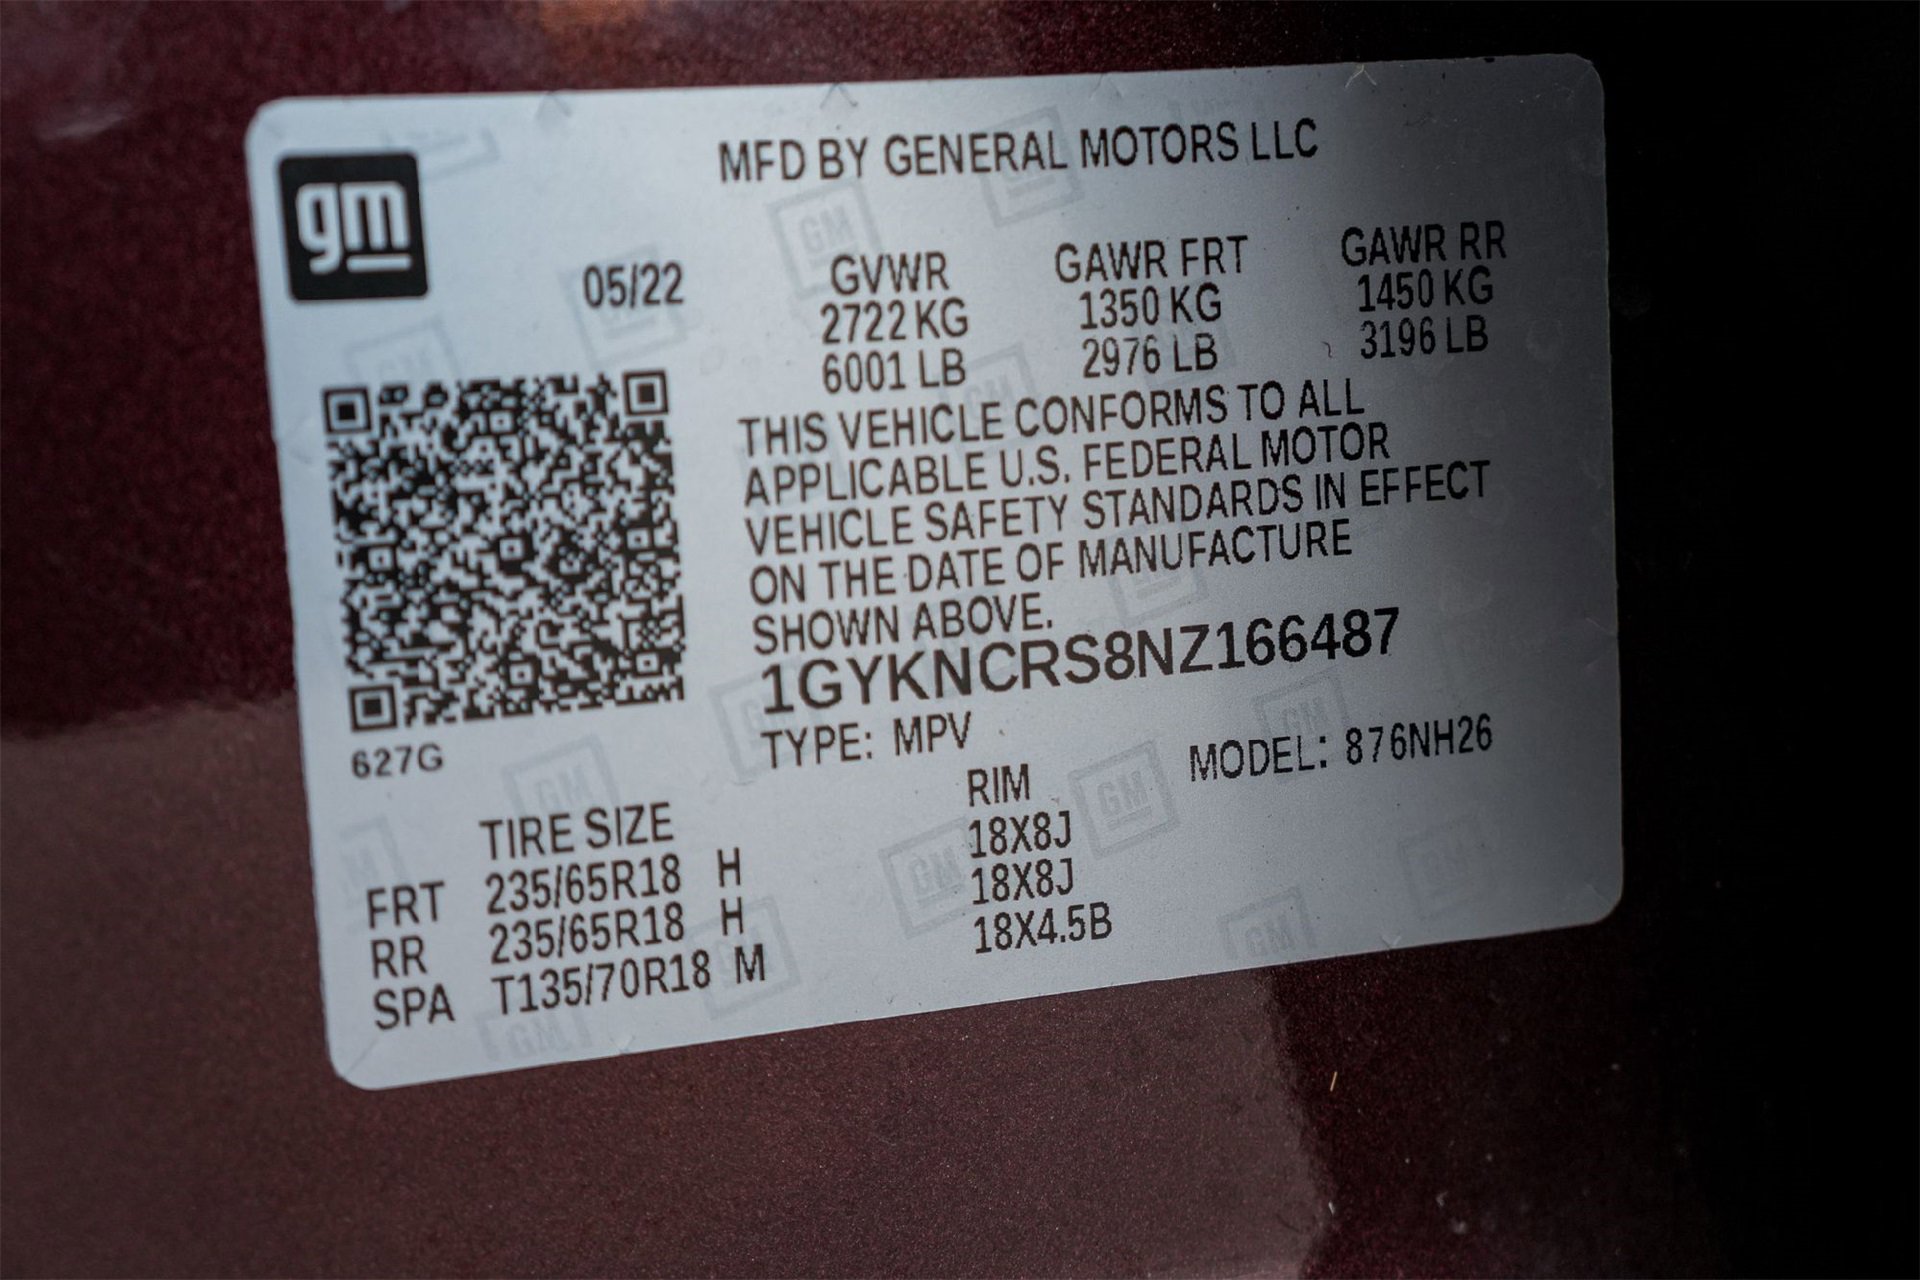 gm
MFD BY GENERAL MOTORS LLC
05/22
GVWR GAWR FRT GAWR RR
2722 KG 1350 KG 1450 KG
6001 LB 2976 LB 3196 LB
THIS VEHICLE CONFORMS TO ALL
APPLICABLE U.S. FEDERAL MOTOR
VEHICLE SAFETY STANDARDS IN EFFECT
ON THE DATE OF MANUFACTURE
SHOWN ABOVE.
1GYKNCRS8NZ166487
627G
TYPE: MPV MODEL: 876NH26
TIRE SIZE RIM
FRT 235/65R18 H 18X8J
RR 235/65R18 H 18X8J
SPA T135/70R18 M 18X4.5B